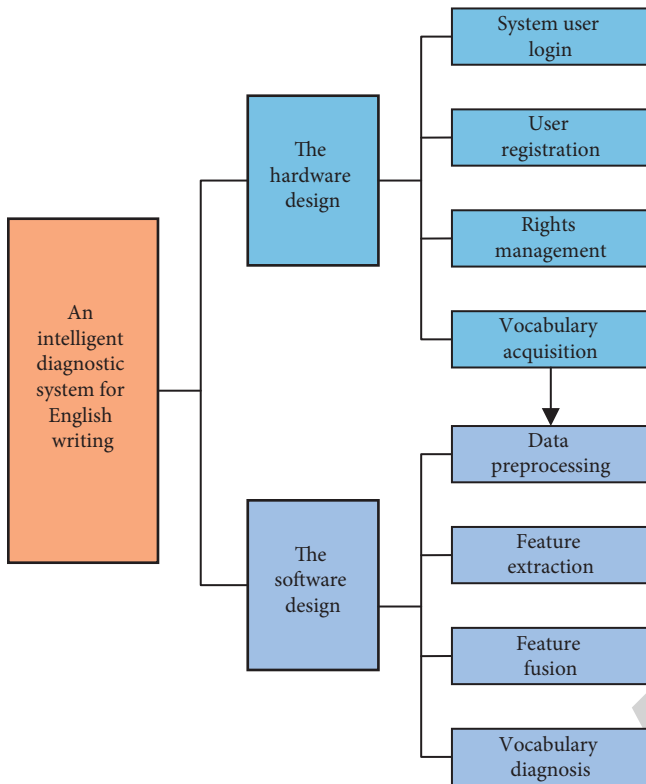 System user
login
User
registration
The
hardware
design
Rights
management
An
intelligent
diagnostic
system for
English
writing
Vocabulary
acquisition
Data
preprocessing
The
software
design
Feature
extraction
Feature
fusion
Vocabulary
diagnosis